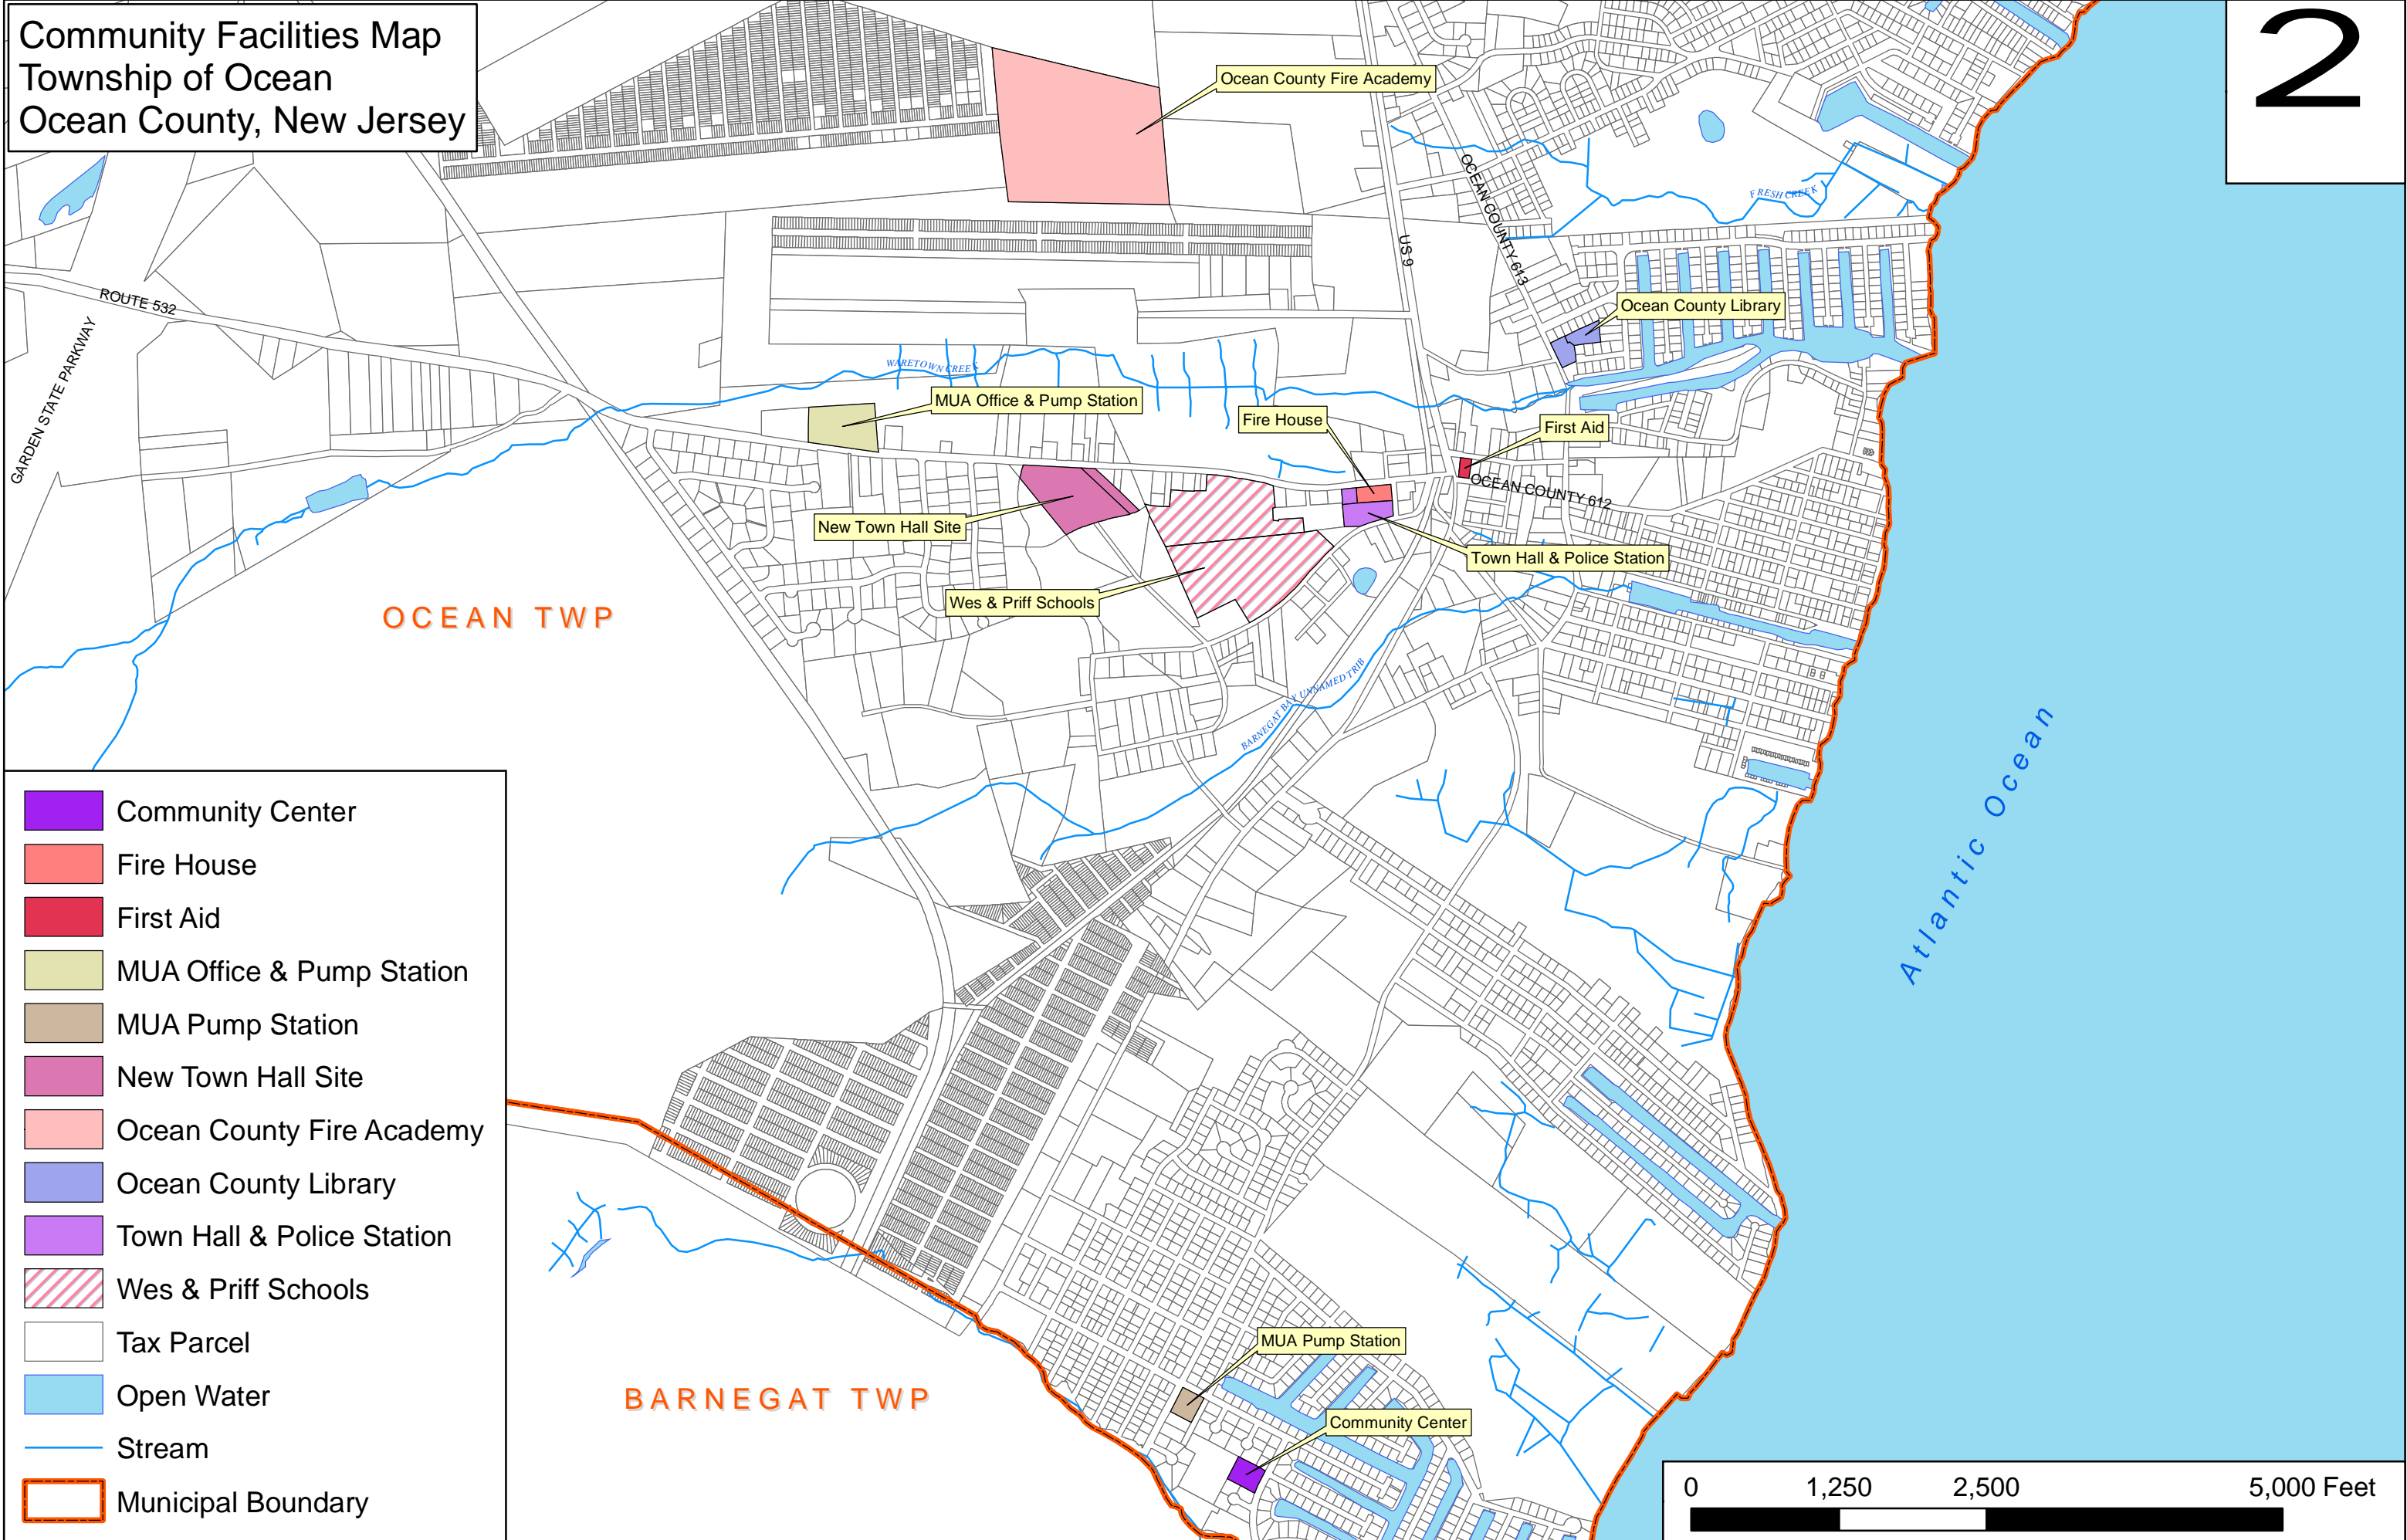 Community Facilities Map
Township of Ocean
Ocean County, New Jersey
2
Ocean County Fire Academy
OCEAN COUNTY 613
FRESH CREEK
US 9
ROUTE 532
GARDEN STATE PARKWAY
Ocean County Library
WARETOWN CREEK
MUA Office & Pump Station
Fire House
First Aid
OCEAN COUNTY 612
New Town Hall Site
Town Hall & Police Station
Wes & Priff Schools
OCEAN TWP
BARNEGAT BAY UNNAMED TRIB
Atlantic Ocean
Community Center
Fire House
First Aid
MUA Office & Pump Station
MUA Pump Station
New Town Hall Site
Ocean County Fire Academy
Ocean County Library
Town Hall & Police Station
Wes & Priff Schools
Tax Parcel
Open Water
Stream
Municipal Boundary
MUA Pump Station
BARNEGAT TWP
Community Center
0 1,250 2,500 5,000 Feet